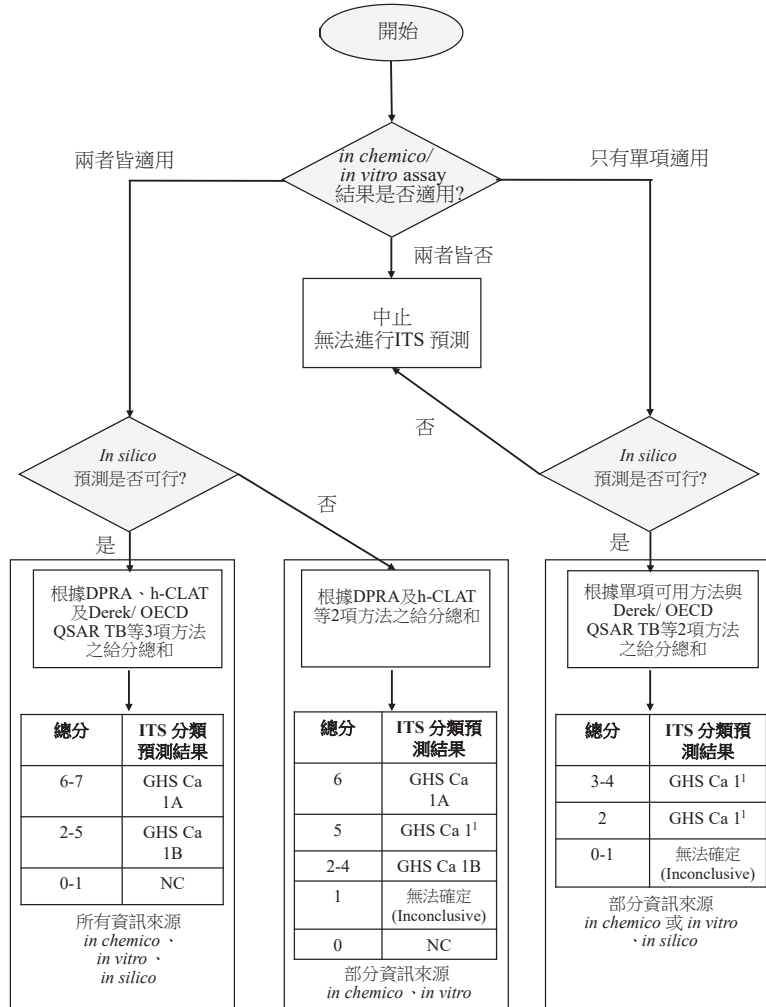 開始
兩者皆適用
in chemico/
in vitro assay
結果是否適用?
只有單項適用
兩者皆否
中止
無法進行ITS 預測
否
In silico
預測是否可行?
In silico
預測是否可行?
否
是
是
根據DPRA、h-CLAT
及Derek/ OECD
QSAR TB等3項方法
之給分總和
根據DPRA及h-CLAT
等2項方法之給分總和
根據單項可用方法與
Derek/ OECD
QSAR TB等2項方法
之給分總和
總分 ITS 分類
預測結果
6-7 GHS Ca
1A
2-5 GHS Ca
1B
0-1 NC
所有資訊來源
in chemico、
in vitro、
in silico
總分 ITS 分類預
測結果
6 GHS Ca
1A
5 GHS Ca 1¹
2-4 GHS Ca 1B
1 無法確定
(Inconclusive)
0 NC
部分資訊來源
in chemico、in vitro
總分 ITS 分類預
測結果
3-4 GHS Ca 1¹
2 GHS Ca 1¹
0-1 無法確定
(Inconclusive)
部分資訊來源
in chemico 或 in vitro
、in silico